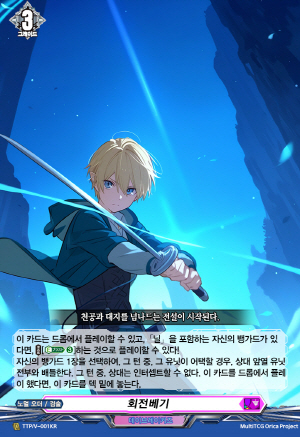 3
그레이드
천공과 대지를 넘나드는 전설이 시작된다.
이 카드는 드롭에서 플레이할 수 있고, 「닐」을 포함하는 자신의 뱅가드가 있
다면, 하는 것으로 플레이할 수 있다!
자신의 뱅가드 1장을 선택하여, 그 턴 중, 그 유닛이 어택할 경우, 상대 앞열 유닛
전부와 배틀한다. 그 턴 중, 상대는 인터셉트할 수 없다. 이 카드를 드롭에서 플레
이 했다면, 이 카드를 덱 밑에 놓는다.
노멀 오더 / 검술
회전베기
TTP/V-001KR
MultiTCG Orica Project